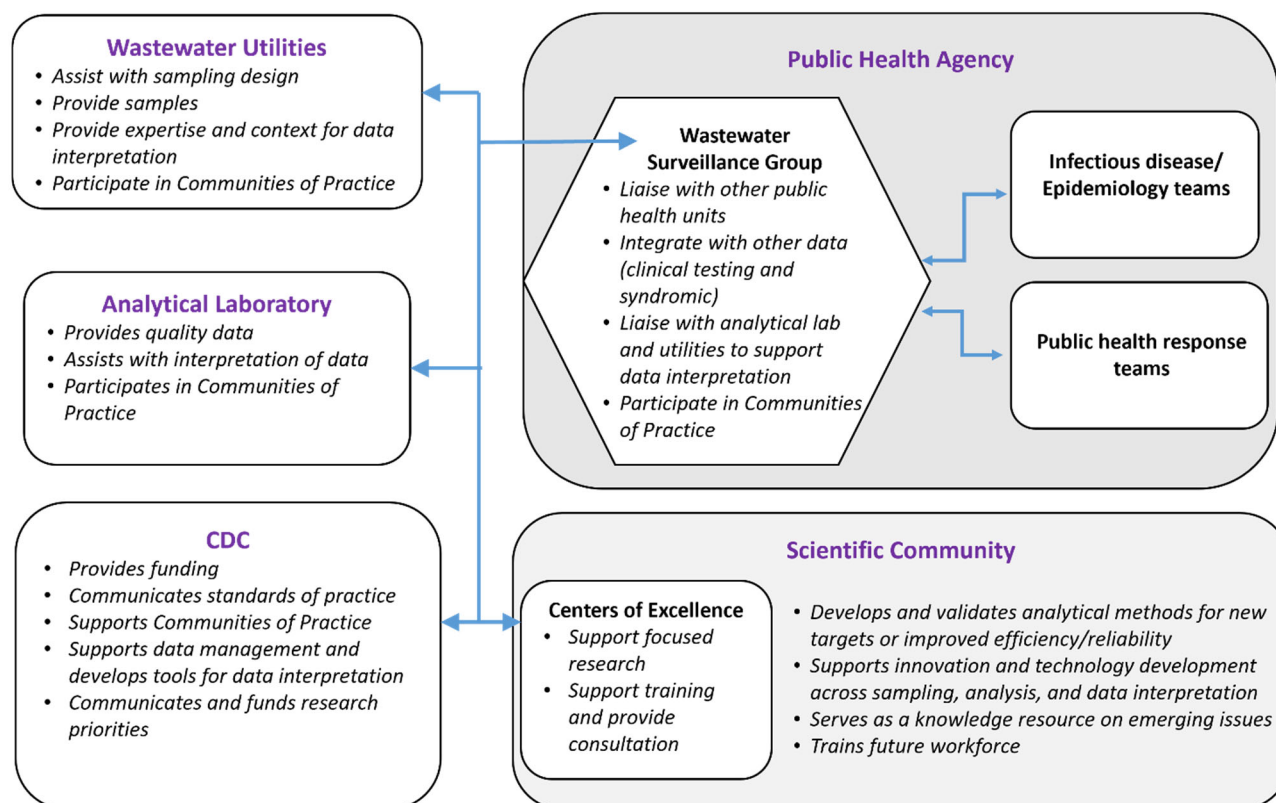 Wastewater Utilities
• Assist with sampling design
• Provide samples
• Provide expertise and context for data
interpretation
• Participate in Communities of Practice
Analytical Laboratory
• Provides quality data
• Assists with interpretation of data
• Participates in Communities of
Practice
CDC
• Provides funding
• Communicates standards of practice
• Supports Communities of Practice
• Supports data management and
develops tools for data interpretation
• Communicates and funds research
priorities
Public Health Agency
Wastewater
Surveillance Group
• Liaise with other public
health units
• Integrate with other data
(clinical testing and
syndromic)
• Liaise with analytical lab
and utilities to support
data interpretation
• Participate in Communities
of Practice
Infectious disease/
Epidemiology teams
Public health response
teams
Scientific Community
Centers of Excellence
• Support focused
research
• Support training
and provide
consultation
• Develops and validates analytical methods for new
targets or improved efficiency/reliability
• Supports innovation and technology development
across sampling, analysis, and data interpretation
• Serves as a knowledge resource on emerging issues
• Trains future workforce